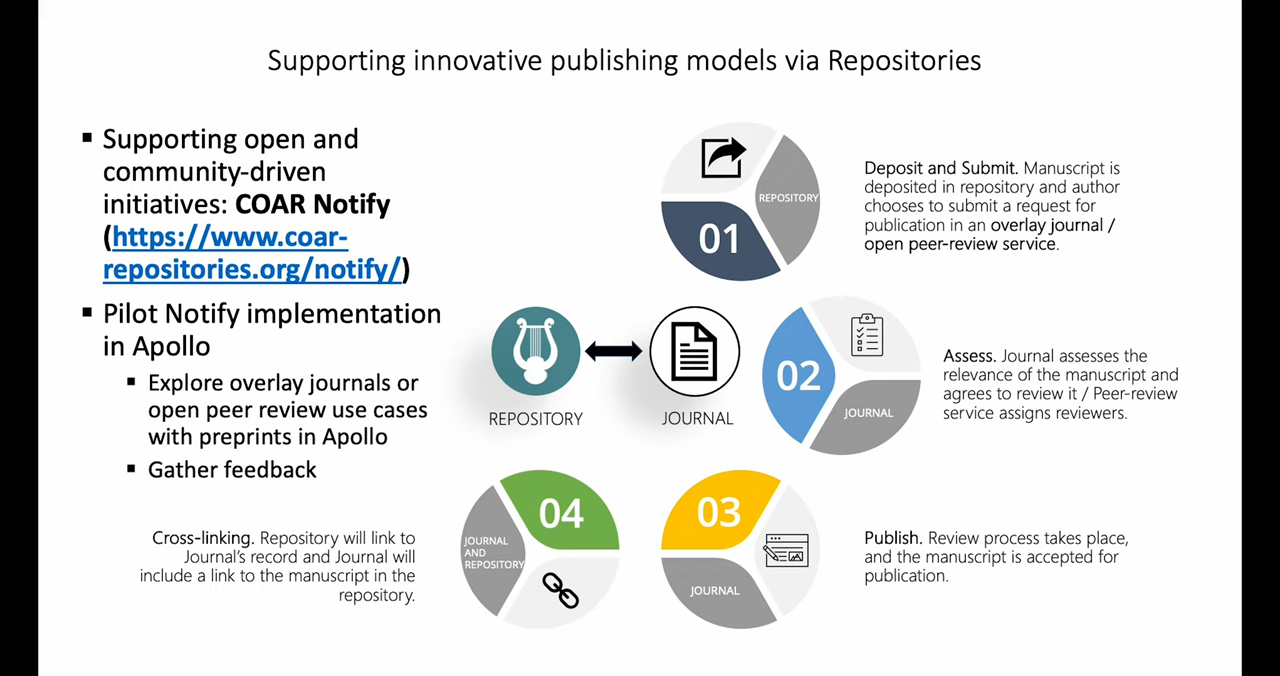 Supporting innovative publishing models via Repositories
▪ Supporting open and
community-driven
initiatives: COAR Notify
(https://www.coar-
repositories.org/notify/)
▪ Pilot Notify implementation
in Apollo
▪ Explore overlay journals or
open peer review use cases
with preprints in Apollo
▪ Gather feedback
REPOSITORY
JOURNAL
01
REPOSITORY
Deposit and Submit. Manuscript is
deposited in repository and author
chooses to submit a request for
publication in an overlay journal /
open peer-review service.
02
JOURNAL
Assess. Journal assesses the
relevance of the manuscript and
agrees to review it / Peer-review
service assigns reviewers.
03
JOURNAL
Publish. Review process takes place,
and the manuscript is accepted for
publication.
04
JOURNAL
AND
REPOSITORY
Cross-linking. Repository will link to
Journal's record and Journal will
include a link to the manuscript in the
repository.